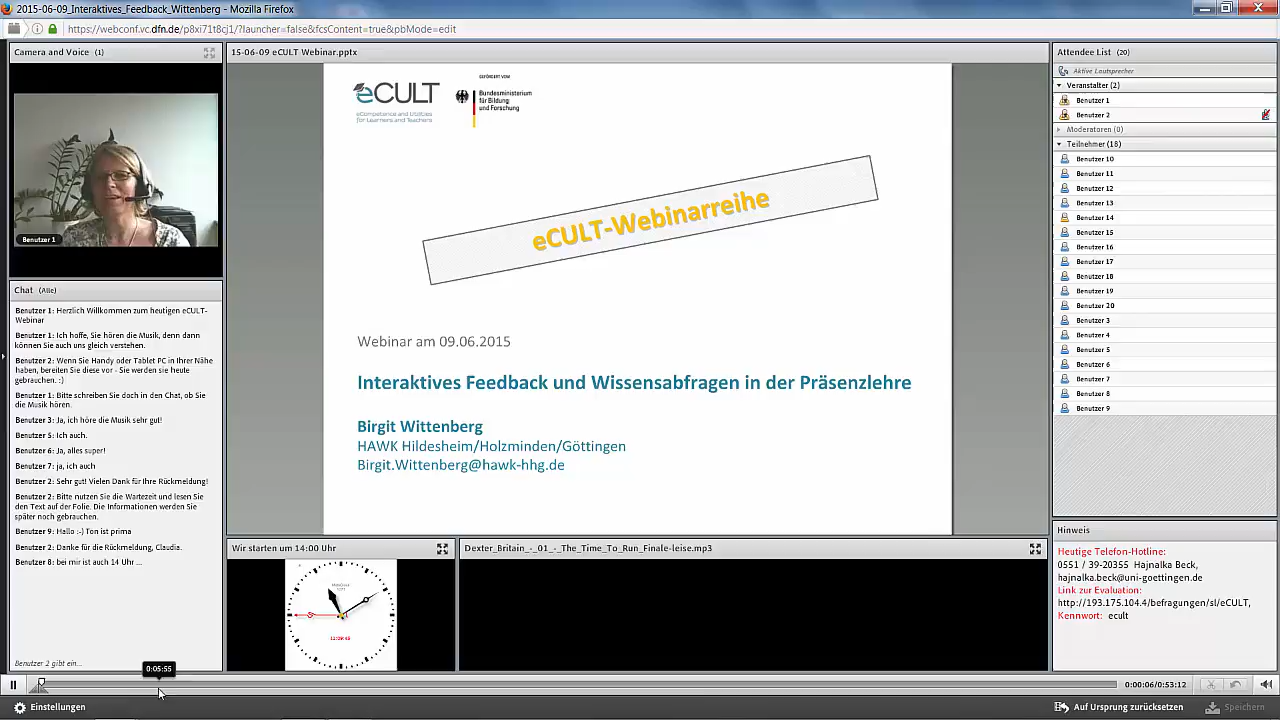 2015-06-09_Interaktives_Feedback_Wittenberg - Mozilla Firefox
https://webconf.vc.dfn.de/p8xi71t8cj1/?launcher=false&fcsContent=true&pbMode=edit
Camera and Voice (1)
Benutzer 1
Chat (Alle)
Benutzer 1: Herzlich Willkommen zum heutigen eCULT-
Webinar
Benutzer 1: Ich hoffe, Sie hören die Musik, denn dann
können Sie auch uns gleich verstehen.
Benutzer 2: Wenn Sie Handy oder Tablet PC in Ihrer Nähe
haben, bereiten Sie diese vor - Sie werden sie heute
gebrauchen. :)
Benutzer 1: Bitte schreiben Sie doch in den Chat, ob Sie
die Musik hören.
Benutzer 3: Ja, ich höre die Musik sehr gut!
Benutzer 5: Ich auch.
Benutzer 6: Ja, alles super!
Benutzer 7: ja, ich auch
Benutzer 2: Sehr gut! Vielen Dank für Ihre Rückmeldung!
Benutzer 2: Bitte nutzen Sie die Wartezeit und lesen Sie
den Text auf der Folie. Die Informationen werden Sie
später noch gebrauchen.
Benutzer 9: Hallo :-) Ton ist prima
Benutzer 2: Danke für die Rückmeldung, Claudia.
Benutzer 8: bei mir ist auch 14 Uhr ...
Benutzer 2 gibt ein...
15-06-09 eCULT Webinar.pptx
eCULT
eCompetence and Utilities
for Learners and Teachers
GEFÖRDERT VOM
Bundesministerium
für Bildung
und Forschung
eCULT-Webinarreihe
Webinar am 09.06.2015
Interaktives Feedback und Wissensabfragen in der Präsenzlehre
Birgit Wittenberg
HAWK Hildesheim/Holzminden/Göttingen
Birgit.Wittenberg@hawk-hhg.de
Wir starten um 14:00 Uhr
Dexter_Britain_-_01_-_The_Time_To_Run_Finale-leise.mp3
Attendee List (20)
Aktive Lautsprecher
Veranstalter (2)
Benutzer 1
Benutzer 2
Moderatoren (0)
Teilnehmer (18)
Benutzer 10
Benutzer 11
Benutzer 12
Benutzer 13
Benutzer 14
Benutzer 15
Benutzer 16
Benutzer 17
Benutzer 18
Benutzer 19
Benutzer 20
Benutzer 3
Benutzer 4
Benutzer 5
Benutzer 6
Benutzer 7
Benutzer 8
Benutzer 9
Hinweis
Heutige Telefon-Hotline:
0551 / 39-20355 Hajnalka Beck,
hajnalka.beck@uni-goettingen.de
Link zur Evaluation:
http://193.175.104.4/befragungen/sl/eCULT,
Kennwort: ecult
0:05:55
0:00:06/0:53:12
Einstellungen
Auf Ursprung zurücksetzen
Speichern